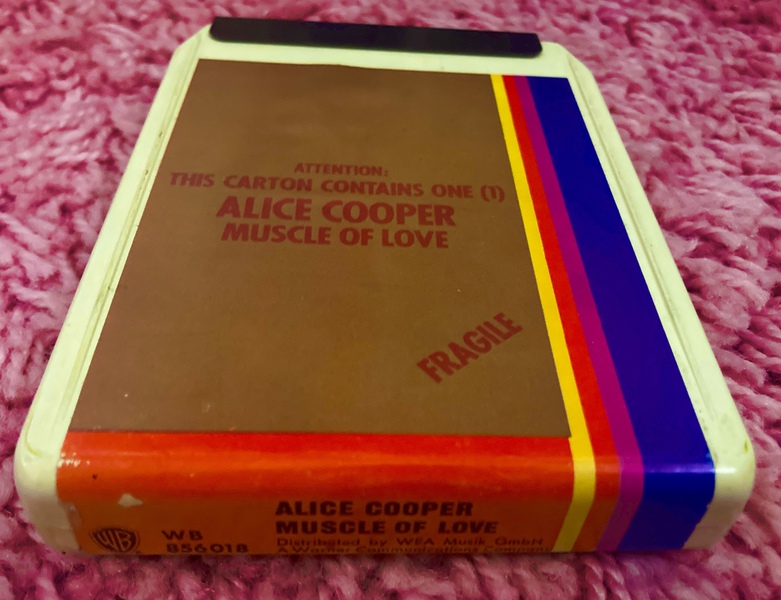 ATTENTION:
THIS CARTON CONTAINS ONE (1)
ALICE COOPER
MUSCLE OF LOVE
FRAGILE
ALICE COOPER
MUSCLE OF LOVE
WB
856018
Distributed by WEA Musik GmbH
A Warner Communications Company